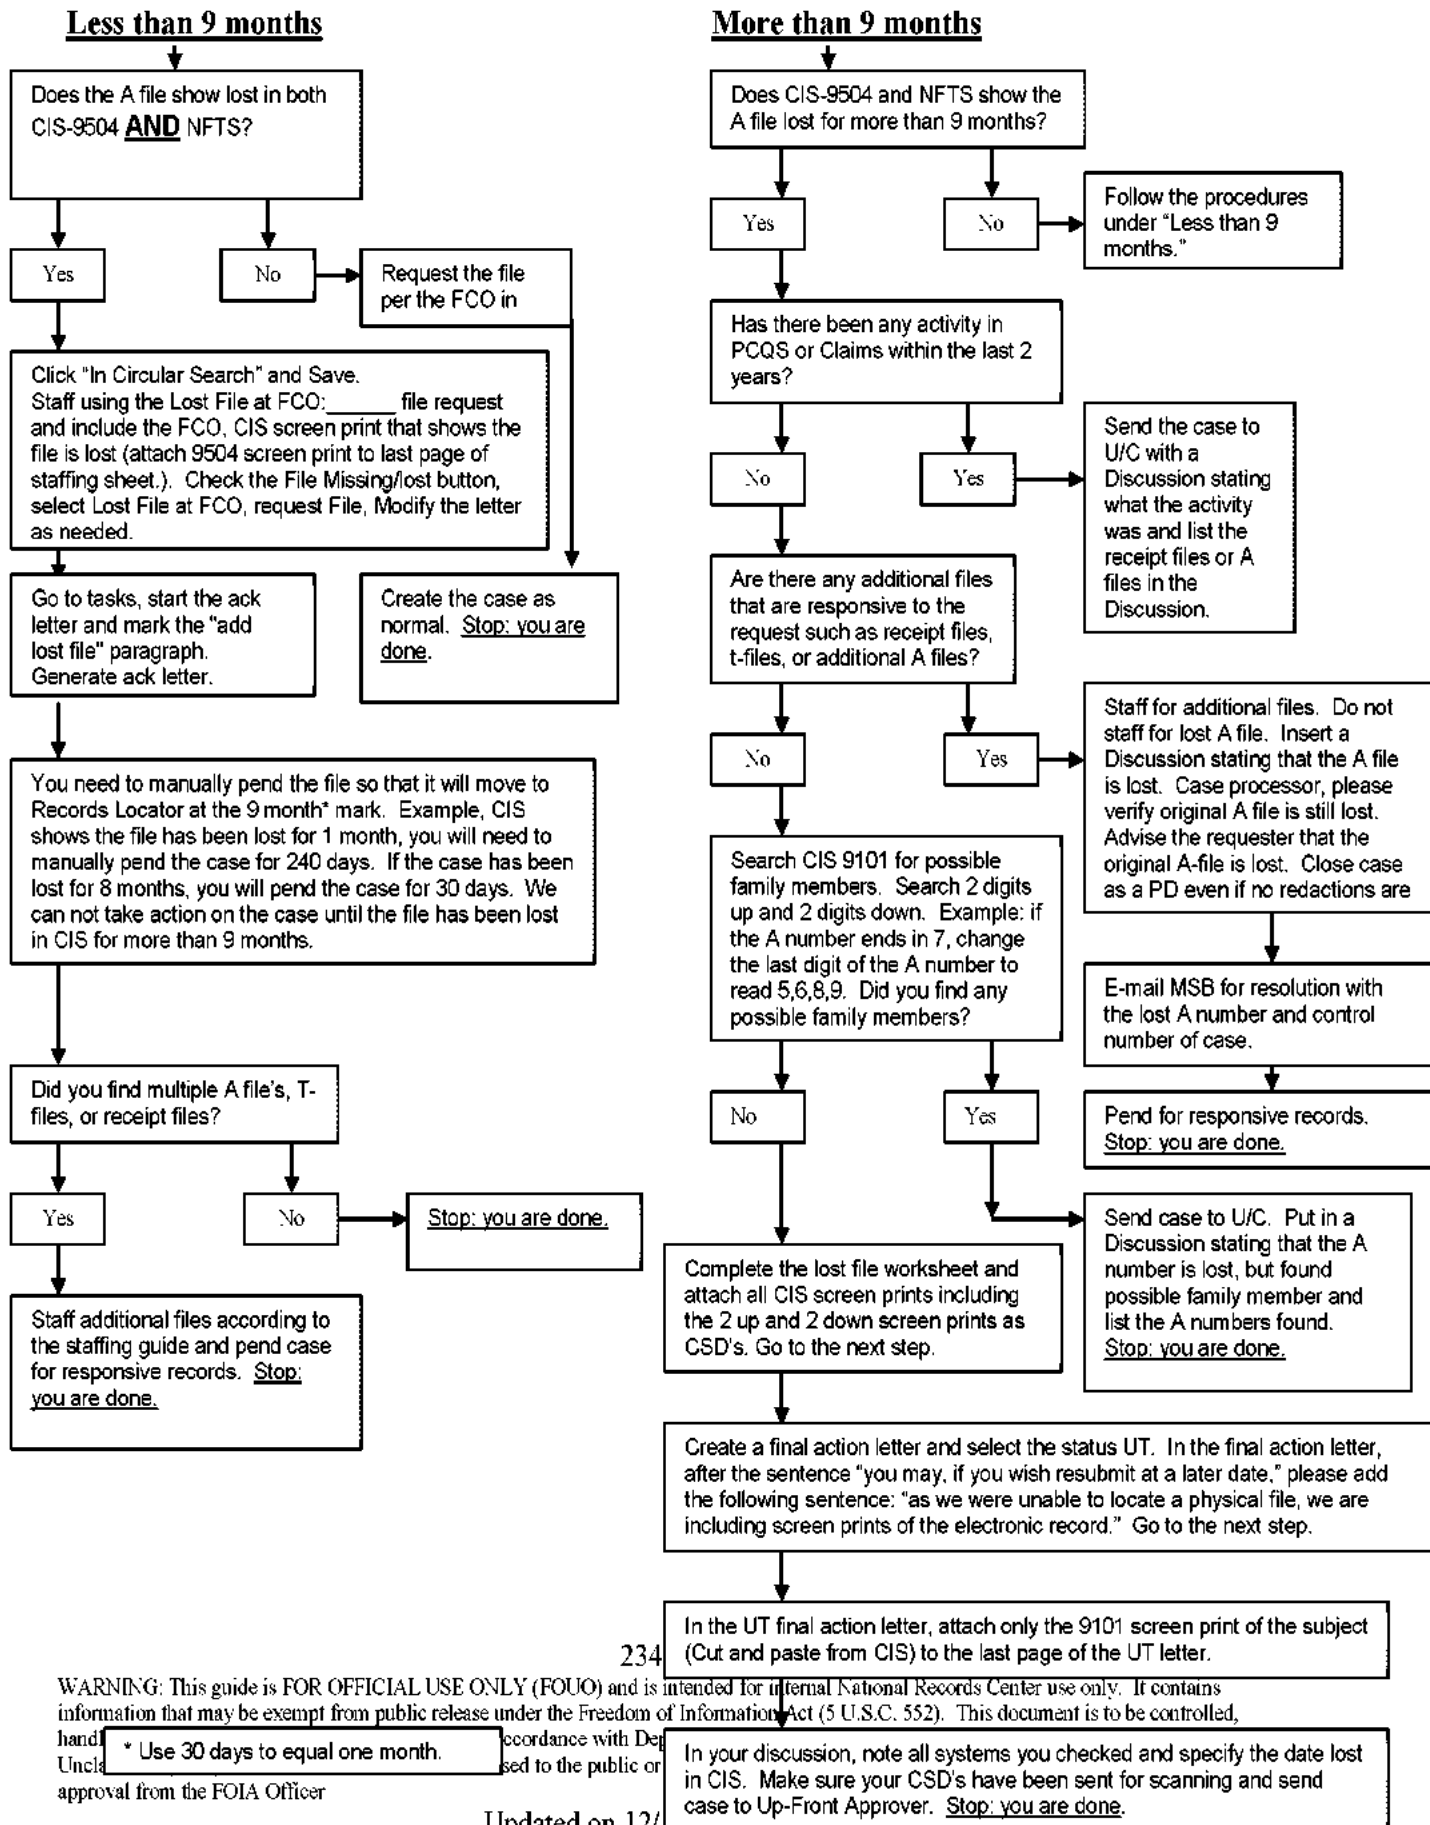 Less than 9 months
Does the A file show lost in both
CIS-9504 AND NFTS?
Yes
No
Request the file
per the FCO in
Click “In Circular Search” and Save.
Staff using the Lost File at FCO:______ file request
and include the FCO, CIS screen print that shows the
file is lost (attach 9504 screen print to last page of
staffing sheet.).  Check the File Missing/lost button,
select Lost File at FCO, request File, Modify the letter
as needed.
Go to tasks, start the ack
letter and mark the "add
lost file" paragraph.
Generate ack letter.
Create the case as
normal.  Stop: you are
done.
You need to manually pend the file so that it will move to
Records Locator at the 9 month* mark.  Example, CIS
shows the file has been lost for 1 month, you will need to
manually pend the case for 240 days.  If the case has been
lost for 8 months, you will pend the case for 30 days.  We
can not take action on the case until the file has been lost
in CIS for more than 9 months.
Did you find multiple A file's, T-
files, or receipt files?
Yes
No
Stop: you are done.
Staff additional files according to
the staffing guide and pend case
for responsive records.  Stop:
you are done.
More than 9 months
Does CIS-9504 and NFTS show the
A file lost for more than 9 months?
Yes
No
Follow the procedures
under “Less than 9
months.”
Has there been any activity in
PCQS or Claims within the last 2
years?
No
Yes
Send the case to
U/C with a
Discussion stating
what the activity
was and list the
receipt files or A
files in the
Discussion.
Are there any additional files
that are responsive to the
request such as receipt files,
t-files, or additional A files?
No
Yes
Staff for additional files.  Do not
staff for lost A file.  Insert a
Discussion stating that the A file
is lost.  Case processor, please
verify original A file is still lost.
Advise the requester that the
original A-file is lost.  Close case
as a PD even if no redactions are
E-mail MSB for resolution with
the lost A number and control
number of case.
Pend for responsive records.
Stop: you are done.
Search CIS 9101 for possible
family members.  Search 2 digits
up and 2 digits down.  Example: if
the A number ends in 7, change
the last digit of the A number to
read 5,6,8,9.  Did you find any
possible family members?
No
Yes
Send case to U/C.  Put in a
Discussion stating that the A
number is lost, but found
possible family member and
list the A numbers found.
Stop: you are done.
Complete the lost file worksheet and
attach all CIS screen prints including
the 2 up and 2 down screen prints as
CSD's. Go to the next step.
Create a final action letter and select the status UT.  In the final action letter,
after the sentence “you may, if you wish resubmit at a later date,” please add
the following sentence: “as we were unable to locate a physical file, we are
including screen prints of the electronic record.”  Go to the next step.
In the UT final action letter, attach only the 9101 screen print of the subject
(Cut and paste from CIS) to the last page of the UT letter.
In your discussion, note all systems you checked and specify the date lost
in CIS.  Make sure your CSD's have been sent for scanning and send
case to Up-Front Approver.  Stop: you are done.
234
WARNING: This guide is FOR OFFICIAL USE ONLY (FOUO) and is intended for internal National Records Center use only.  It contains
information that may be exempt from public release under the Freedom of Information Act (5 U.S.C. 552).  This document is to be controlled,
sed to the public or
approval from the FOIA Officer
* Use 30 days to equal one month.
Updated on 12/